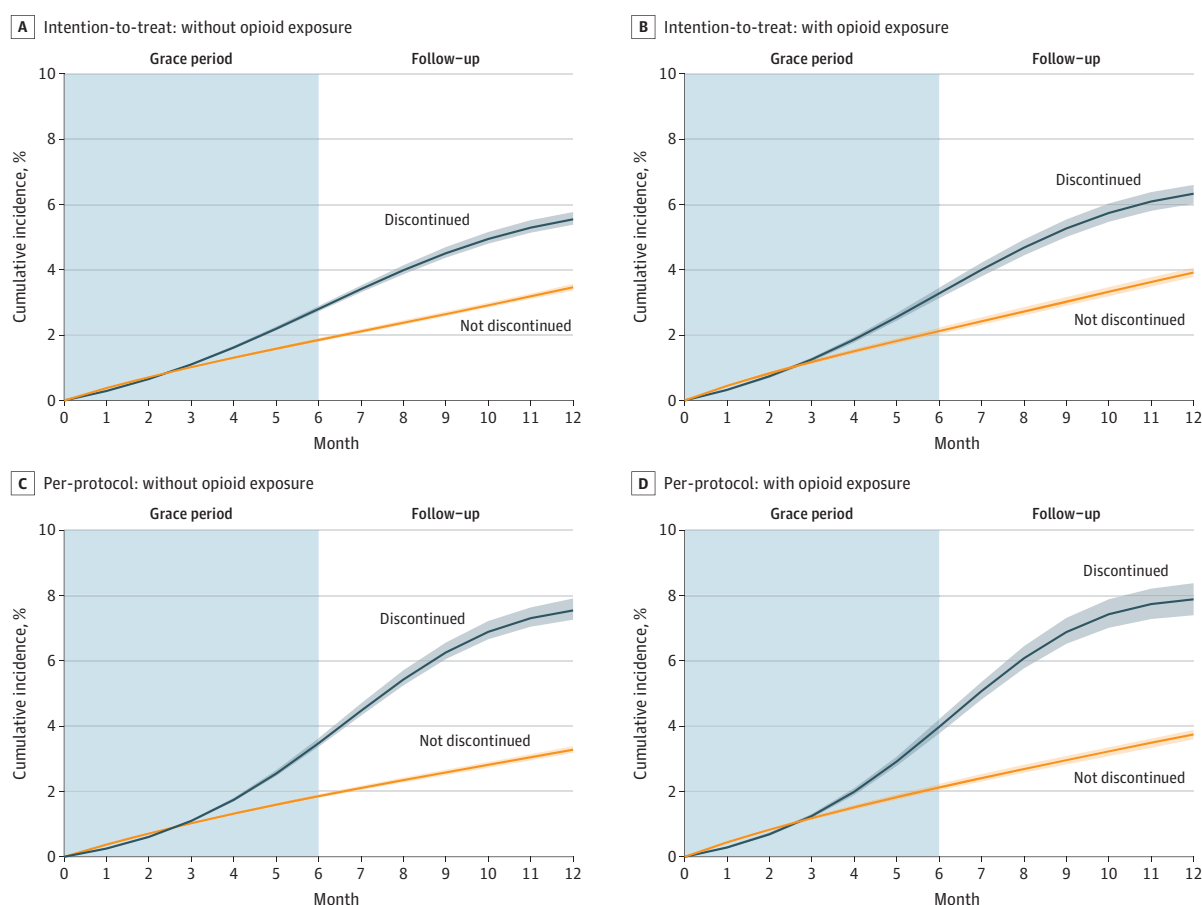 A Intention-to-treat: without opioid exposure
Grace period Follow-up
Cumulative incidence, %
10
8
6
4
2
0
Discontinued
Not discontinued
0 1 2 3 4 5 6 7 8 9 10 11 12
Month
B Intention-to-treat: with opioid exposure
Grace period Follow-up
Cumulative incidence, %
10
8
6
4
2
0
Discontinued
Not discontinued
0 1 2 3 4 5 6 7 8 9 10 11 12
Month
C Per-protocol: without opioid exposure
Grace period Follow-up
Cumulative incidence, %
10
8
6
4
2
0
Discontinued
Not discontinued
0 1 2 3 4 5 6 7 8 9 10 11 12
Month
D Per-protocol: with opioid exposure
Grace period Follow-up
Cumulative incidence, %
10
8
6
4
2
0
Discontinued
Not discontinued
0 1 2 3 4 5 6 7 8 9 10 11 12
Month